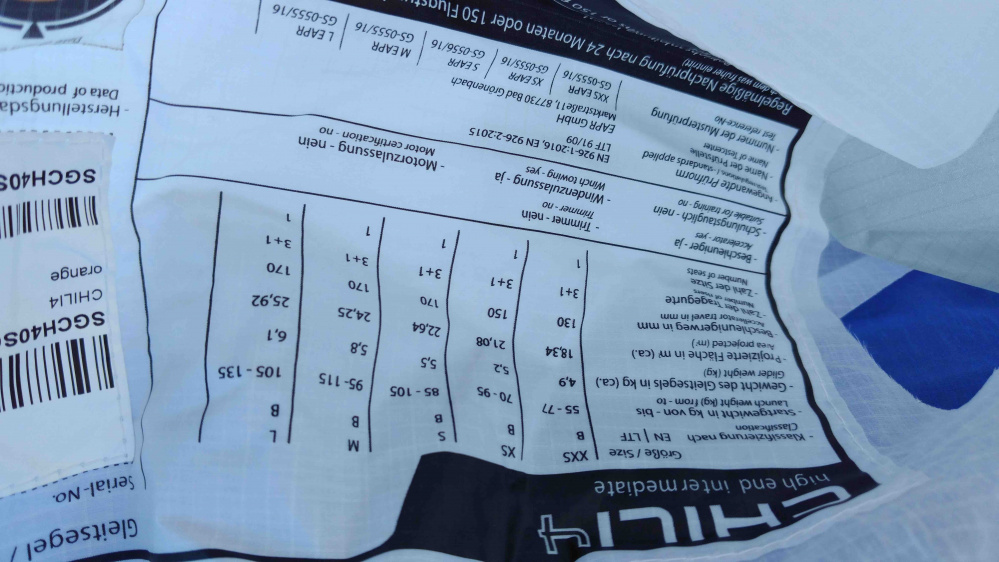 CHILI4
high end intermediate
Größe / Size XXS XS S M L
- Klassifizierung nach EN | LTF B B B B B
Classification
- Startgewicht in kg von - bis 55 - 77 70 - 95 85 - 105 95 - 115 105 - 135
Launch weight (kg) from - to
- Gewicht des Gleitsegels in kg (ca.) 4,9 5,2 5,5 5,8 6,1
Glider weight (kg)
- Projizierte Fläche in m² (ca.) 18,34 21,08 22,64 24,25 25,92
Area projected (m²)
Beschleunigerweg in mm 130 150 170 170 170
Accelerator travel in mm
- Zahl der Tragegurte 3+1 3+1 3+1 3+1 3+1
Number of risers
- Zahl der Sitze 1 1 1 1 1
Number of seats
- Beschleuniger - ja - Trimmer - nein
Accelerator - yes Trimmer - no
- Schulungstauglich - nein - Windenzulassung - ja - Motorzulassung - nein
Suitable for training - no Winch towing - yes - Motor certification - no
- Angewandte Prüfnorm EN 926-1:2016, EN 926-2:2015
standards applied LTF 91/09
- Name der Prüfstelle EAPR GmbH
Name of Testcenter Marktstraße11, 87730 Bad Grönenbach
- Nummer der Musterprüfung XXS EAPR XS EAPR S EAPR M EAPR L EAPR
Test reference-No GS-0555/16 GS-0555/16 GS-0556/16 GS-0555/16 GS-0555/16
Regelmäßige Nachprüfung nach 24 Monaten oder 150 Flugstu
dem was früher eintritt)
Gleitsegel /
Serial-No.
SGCH40S
CHILI4
orange
SGCH40S
- Herstellungsda
Data of productio